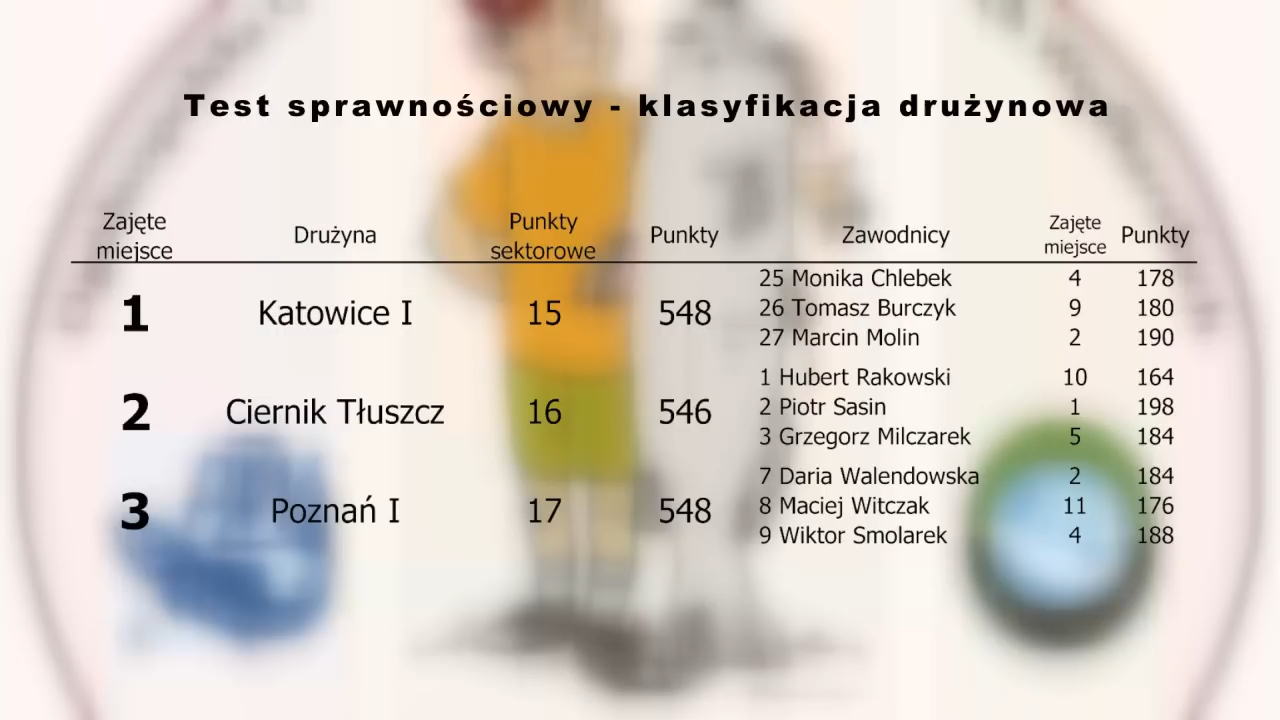 Test sprawnościowy - klasyfikacja drużynowa
Zajęte miejsce Drużyna Punkty sektorowe Punkty Zawodnicy Zajęte miejsce Punkty
1 Katowice I 15 548
25 Monika Chlebek 4 178
26 Tomasz Burczyk 9 180
27 Marcin Molin 2 190
2 Ciernik Tłuszcz 16 546
1 Hubert Rakowski 10 164
2 Piotr Sasin 1 198
3 Grzegorz Milczarek 5 184
3 Poznań I 17 548
7 Daria Walendowska 2 184
8 Maciej Witczak 11 176
9 Wiktor Smolarek 4 188